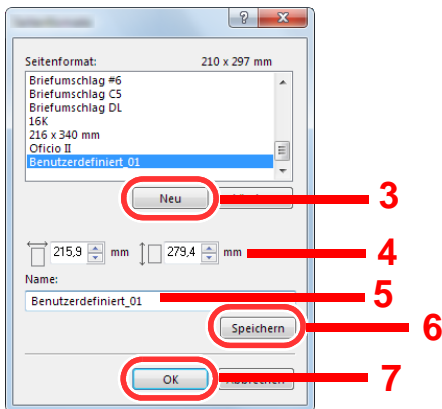 Seitenformat: 210 x 297 mm
Briefumschlag #6
Briefumschlag C5
Briefumschlag DL
16K
216 x 340 mm
Oficio II
Benutzerdefiniert_01
Neu
3
215,9 mm 279,4 mm
4
Name:
Benutzerdefiniert_01
5
Speichern
6
OK Abbrechen
7